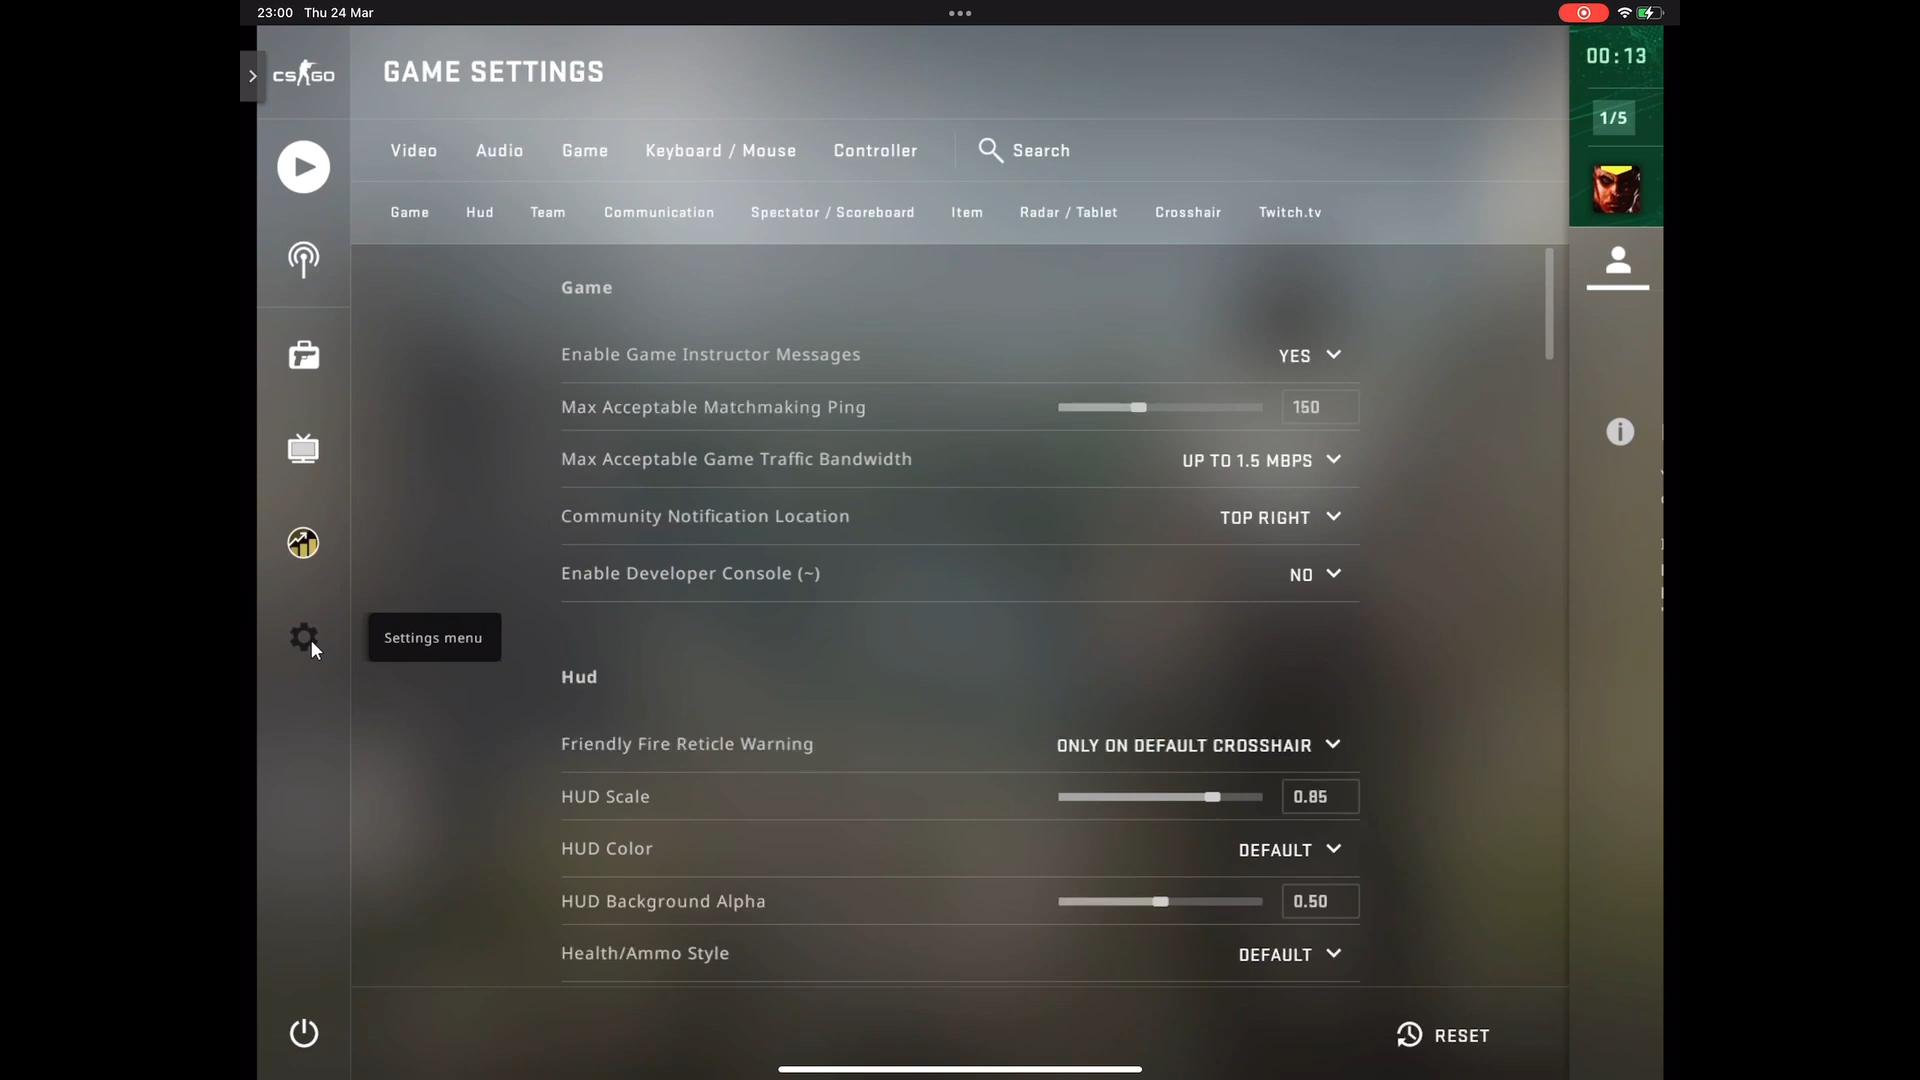 23:00 Thu 24 Mar
CS GO
GAME SETTINGS
00:13
1/5
Video Audio Game Keyboard / Mouse Controller Search
Game Hud Team Communication Spectator / Scoreboard Item Radar / Tablet Crosshair Twitch.tv
Game
Enable Game Instructor Messages YES
Max Acceptable Matchmaking Ping 150
Max Acceptable Game Traffic Bandwidth UP TO 1.5 MBPS
Community Notification Location TOP RIGHT
Enable Developer Console (~) NO
Settings menu
Hud
Friendly Fire Reticle Warning ONLY ON DEFAULT CROSSHAIR
HUD Scale 0.85
HUD Color DEFAULT
HUD Background Alpha 0.50
Health/Ammo Style DEFAULT
RESET